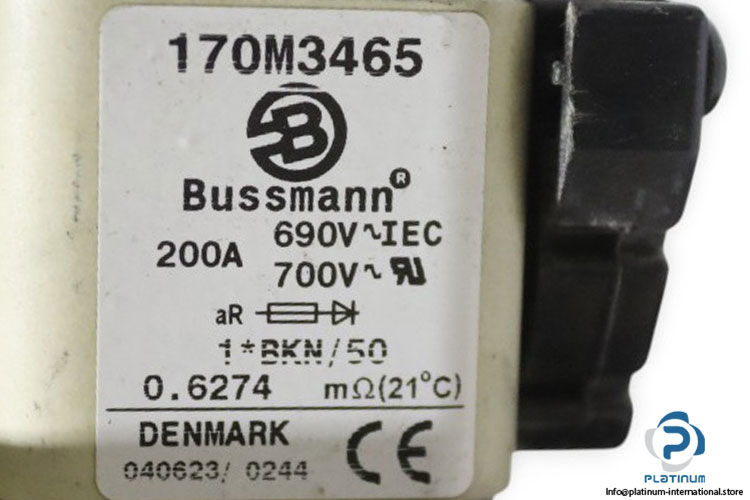 170M3465
B
Bussmann®
200A 690V~IEC
700V~ RU
aR
1*BKN/50
0.6274 mΩ(21°C)
DENMARK CE
040623/ 0244
PLATINUM
Info@platinum-international.store